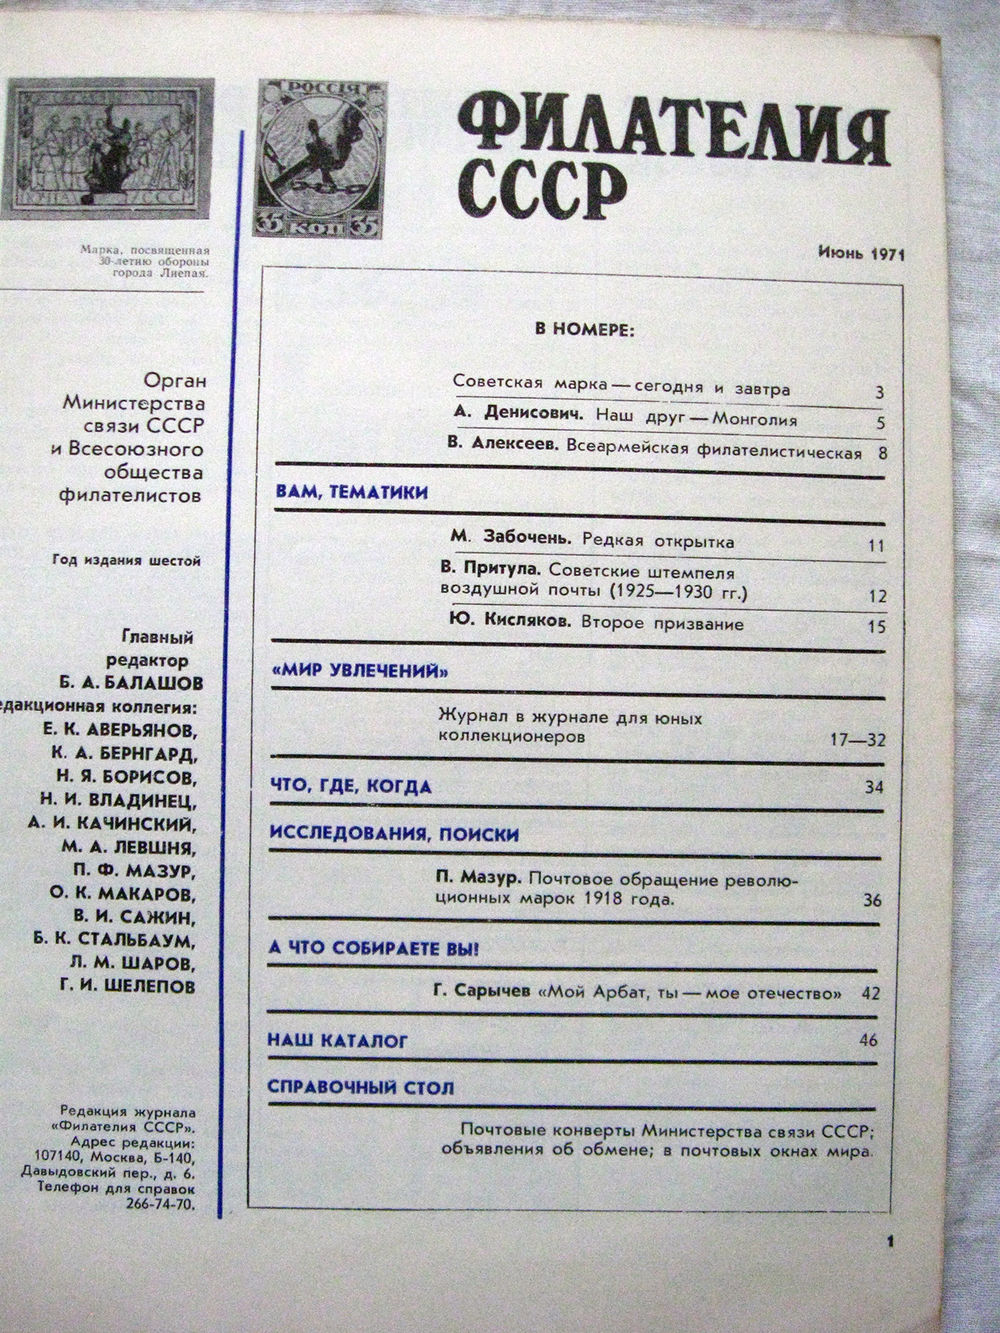 ПОЧТА СССР
Марка, посвященная
30-летию обороны
города Лиепая.
Орган
Министерства
связи СССР
и Всесоюзного
общества
филателистов
Год издания шестой
Главный
редактор
Б. А. БАЛАШОВ
едакционная коллегия:
Е. К. АВЕРЬЯНОВ,
К. А. БЕРНГАРД,
Н. Я. БОРИСОВ,
Н. И. ВЛАДИНЕЦ,
А. И. КАЧИНСКИЙ,
М. А. ЛЕВШНЯ,
П. Ф. МАЗУР,
О. К. МАКАРОВ,
В. И. САЖИН,
Б. К. СТАЛЬБАУМ,
Л. М. ШАРОВ,
Г. И. ШЕЛЕПОВ
Редакция журнала
«Филателия СССР».
Адрес редакции:
107140, Москва, Б-140,
Давыдовский пер., д. 6.
Телефон для справок
266-74-70.
РОССІЯ
35 КОП 35
ФИЛАТЕЛИЯ
СССР
Июнь 1971
В НОМЕРЕ:
Советская марка — сегодня и завтра 3
А. Денисович. Наш друг — Монголия 5
В. Алексеев. Всеармейская филателистическая 8
ВАМ, ТЕМАТИКИ
М. Забочень. Редкая открытка 11
В. Притула. Советские штемпеля
воздушной почты (1925—1930 гг.) 12
Ю. Кисляков. Второе призвание 15
«МИР УВЛЕЧЕНИЙ»
Журнал в журнале для юных
коллекционеров 17—32
ЧТО, ГДЕ, КОГДА 34
ИССЛЕДОВАНИЯ, ПОИСКИ
П. Мазур. Почтовое обращение револю-
ционных марок 1918 года. 36
А ЧТО СОБИРАЕТЕ ВЫ!
Г. Сарычев «Мой Арбат, ты — мое отечество» 42
НАШ КАТАЛОГ 46
СПРАВОЧНЫЙ СТОЛ
Почтовые конверты Министерства связи СССР;
объявления об обмене; в почтовых окнах мира.
1